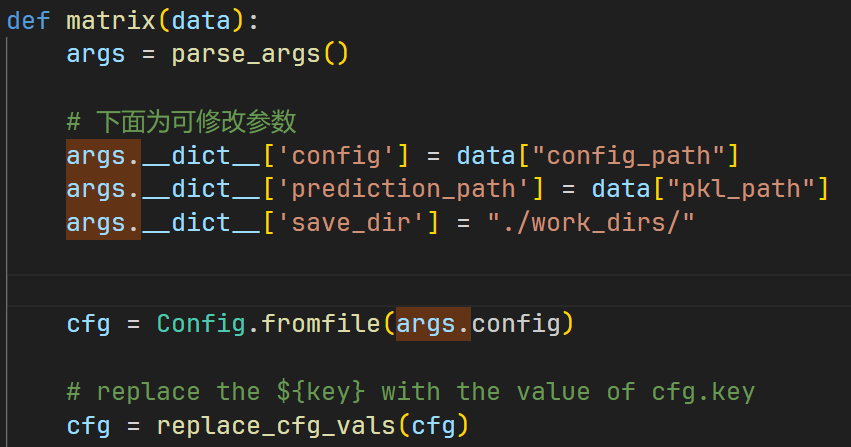 def matrix(data):
    args = parse_args()
    # 下面为可修改参数
    args.__dict__['config'] = data["config_path"]
    args.__dict__['prediction_path'] = data["pkl_path"]
    args.__dict__['save_dir'] = "./work_dirs/"
    cfg = Config.fromfile(args.config)
    # replace the ${key} with the value of cfg.key
    cfg = replace_cfg_vals(cfg)